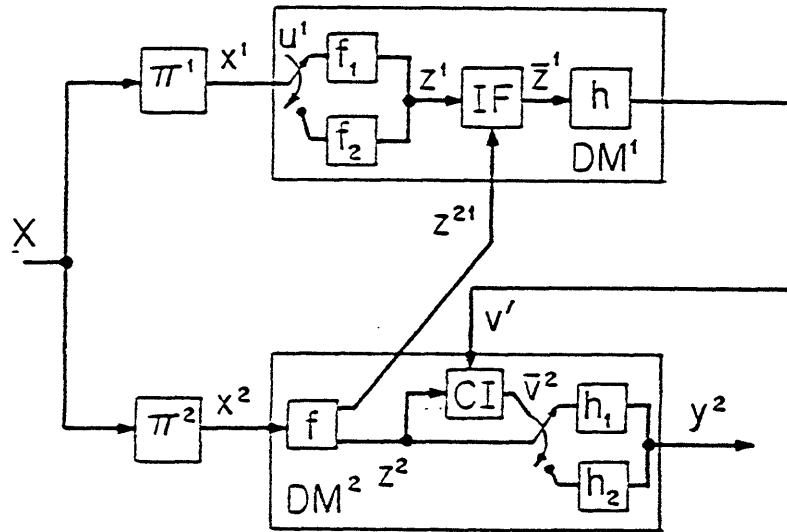 u¹
f₁
π¹
x¹
z¹
IF
z̄¹
h
f₂
DM¹
z²¹
X
v'
π²
x²
f
CI
v̄²
h₁
y²
z²
DM²
h₂